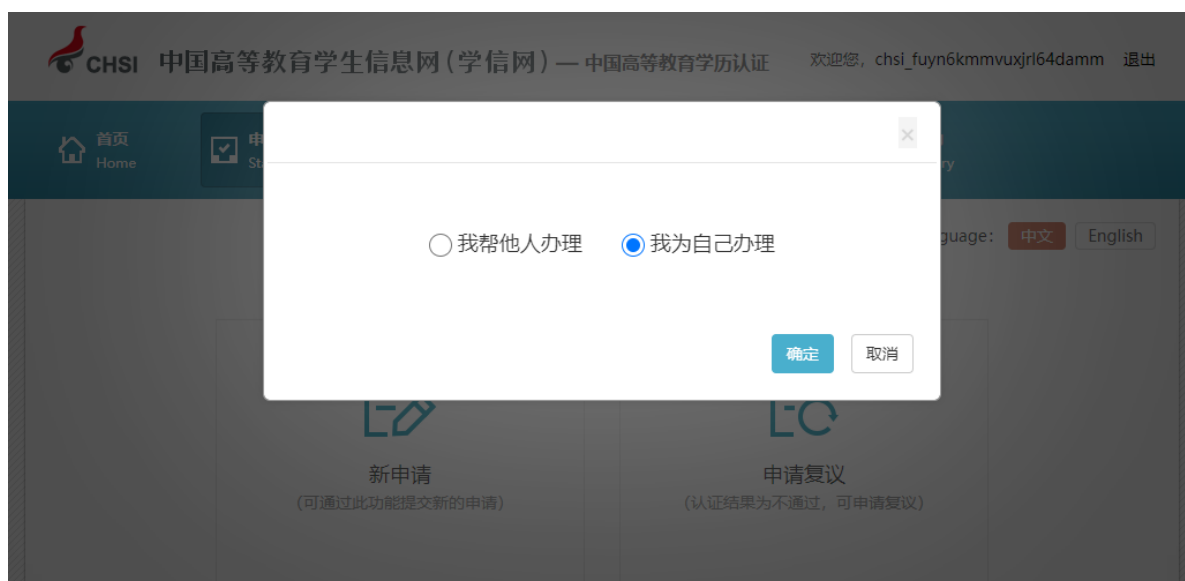 CHSI 中国高等教育学生信息网(学信网) — 中国高等教育学历认证 欢迎您, chsi_fuyn6kmmvuxjrl64damm 退出
首页
Home
申
×
我帮他人办理 我为自己办理
guage: 中文 English
确定 取消
新申请 申请复议
(可通过此功能提交新的申请) (认证结果为不通过, 可申请复议)